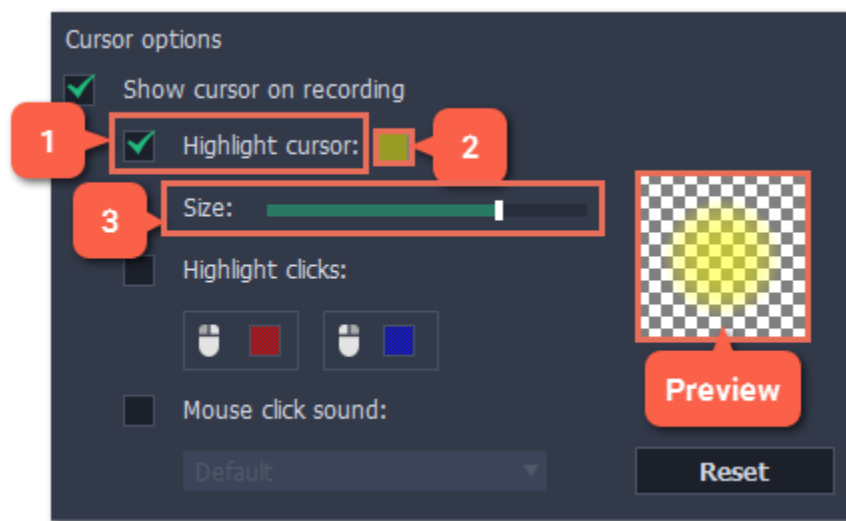 Cursor options
Show cursor on recording
1
Highlight cursor:
2
3
Size:
Highlight clicks:
Preview
Mouse click sound:
Default
Reset